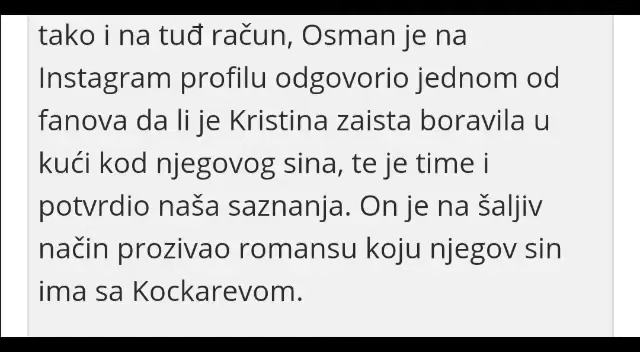 tako i na tuđ račun, Osman je na
Instagram profilu odgovorio jednom od
fanova da li je Kristina zaista boravila u
kući kod njegovog sina, te je time i
potvrdio naša saznanja. On je na šaljiv
način prozivao romansu koju njegov sin
ima sa Kockarevom.